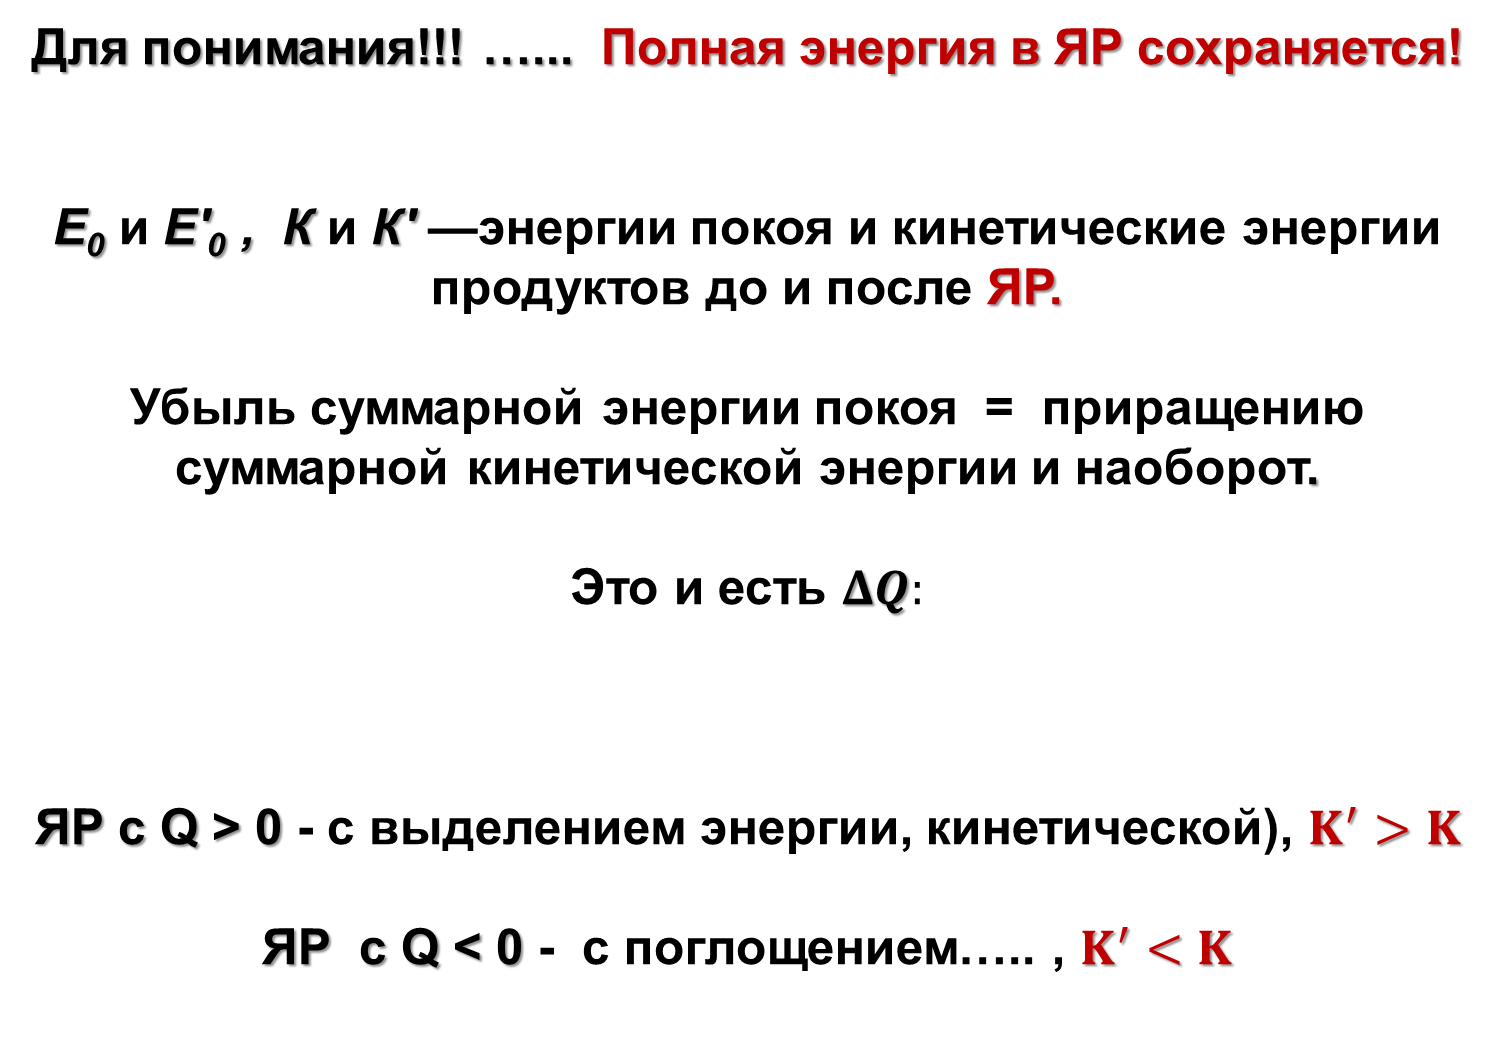 Для понимания!!! …... Полная энергия в ЯР сохраняется!
E₀ и E'₀ , К и К' —энергии покоя и кинетические энергии
продуктов до и после ЯР.
Убыль суммарной энергии покоя = приращению
суммарной кинетической энергии и наоборот.
Это и есть ΔQ:
ЯР с Q > 0 - с выделением энергии, кинетической), K′ > K
ЯР с Q < 0 - с поглощением….. , K′ < K